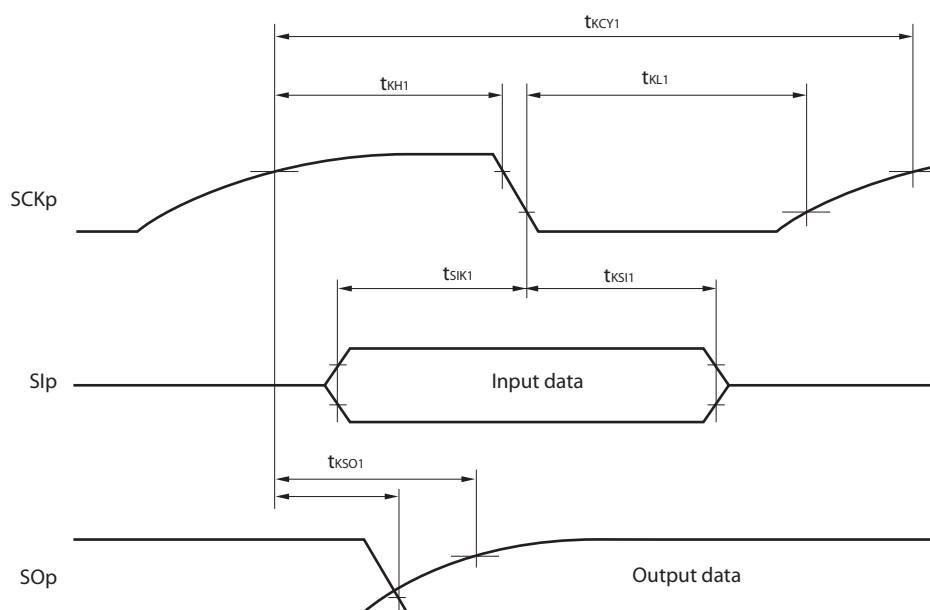 tKCY1
tKH1
tKL1
SCKp
tSIK1
tKSI1
SIp
Input data
tKSO1
SOp
Output data